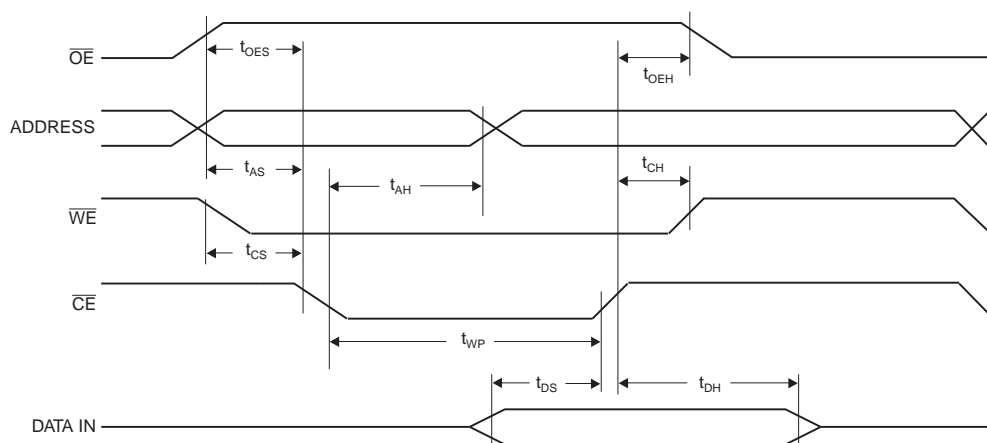 OE
tOES
tOEH
ADDRESS
tAS
tAH
tCH
WE
tCS
CE
tWP
tDS
tDH
DATA IN